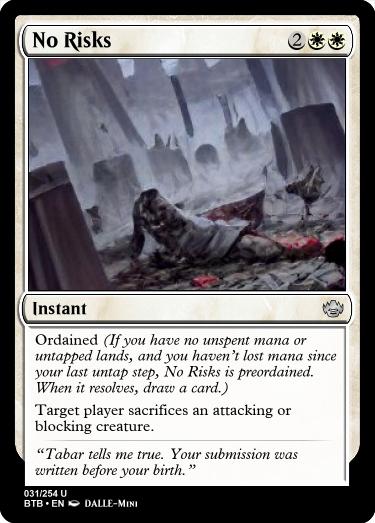 No Risks 2
Instant
Ordained (If you have no unspent mana or
untapped lands, and you haven't lost mana since
your last untap step, No Risks is preordained.
When it resolves, draw a card.)
Target player sacrifices an attacking or
blocking creature.
"Tabar tells me true. Your submission was
written before your birth."
031/254 U
BTB • EN DALLE-Mini